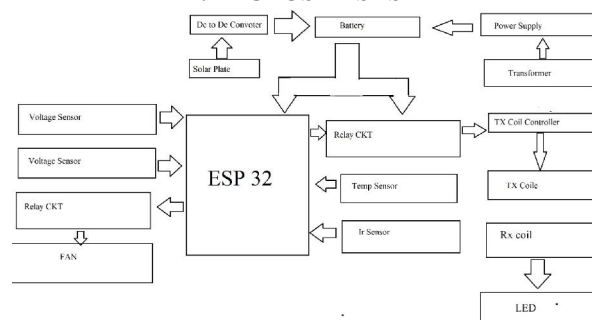 Dc to Dc Convoter
Battery
Power Supply
Solar Plate
Transformer
Voltage Sensor
Relay CKT
TX Coil Controller
Voltage Sensor
ESP 32
Temp Sensor
TX Coile
Relay CKT
Ir Sensor
Rx coil
FAN
LED